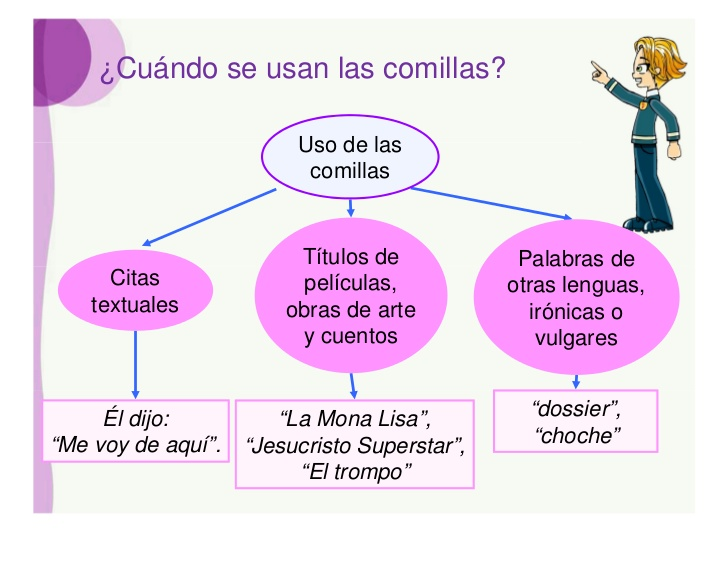 ¿Cuándo se usan las comillas?
Uso de las
comillas
Citas
textuales
Títulos de
películas,
obras de arte
y cuentos
Palabras de
otras lenguas,
irónicas o
vulgares
Él dijo:
“Me voy de aquí”.
“La Mona Lisa”,
“Jesucristo Superstar”,
“El trompo”
“dossier”,
“choche”